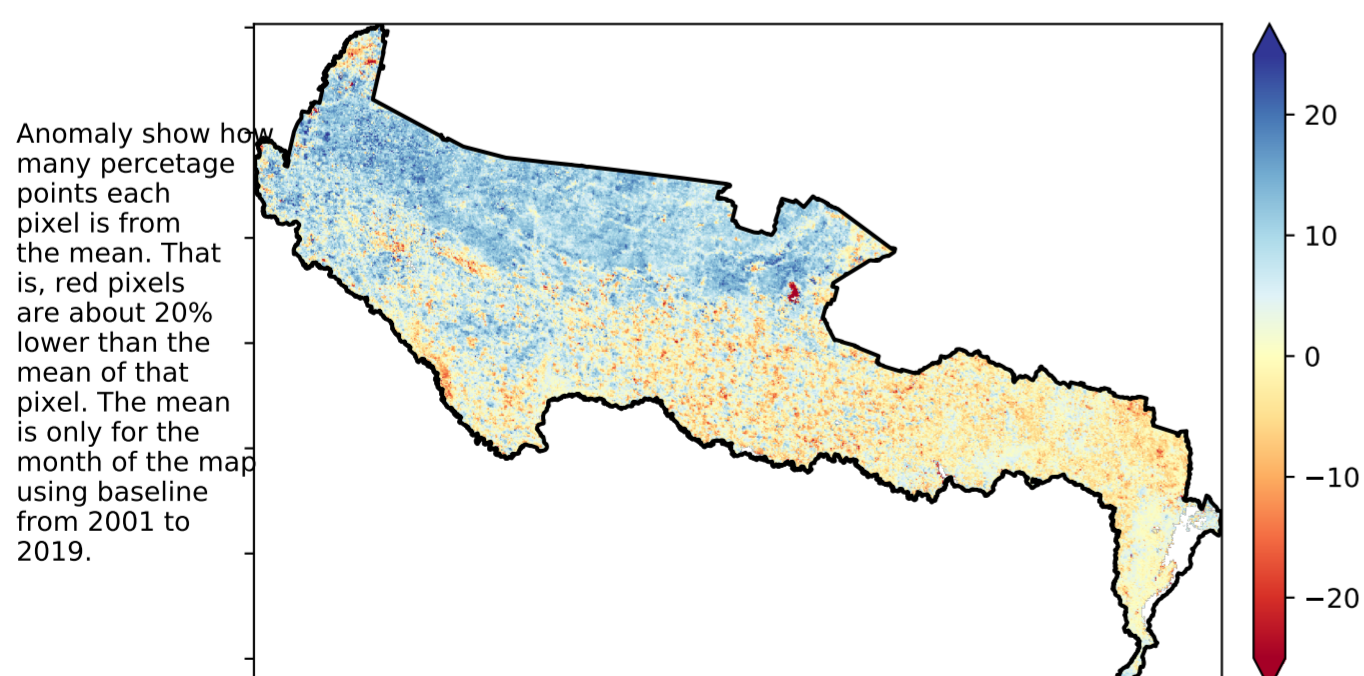 Anomaly show how
many percetage
points each
pixel is from
the mean. That
is, red pixels
are about 20%
lower than the
mean of that
pixel. The mean
is only for the
month of the map
using baseline
from 2001 to
2019.
20
10
0
−10
−20